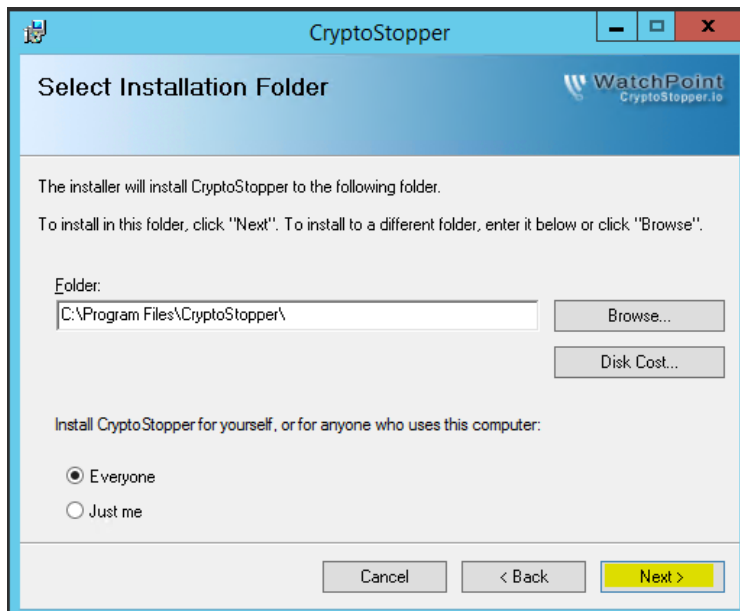 CryptoStopper
Select Installation Folder
WatchPoint
CryptoStopper.io
The installer will install CryptoStopper to the following folder.
To install in this folder, click "Next". To install to a different folder, enter it below or click "Browse".
Folder:
C:\Program Files\CryptoStopper\
Browse...
Disk Cost...
Install CryptoStopper for yourself, or for anyone who uses this computer:
Everyone
Just me
Cancel
< Back
Next >